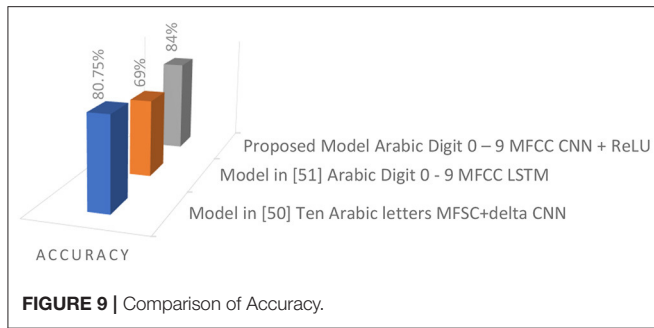 80.75%
69%
84%
Proposed Model Arabic Digit 0 – 9 MFCC CNN + ReLU
Model in [51] Arabic Digit 0 - 9 MFCC LSTM
Model in [50] Ten Arabic letters MFSC+delta CNN
ACCURACY
FIGURE 9 | Comparison of Accuracy.